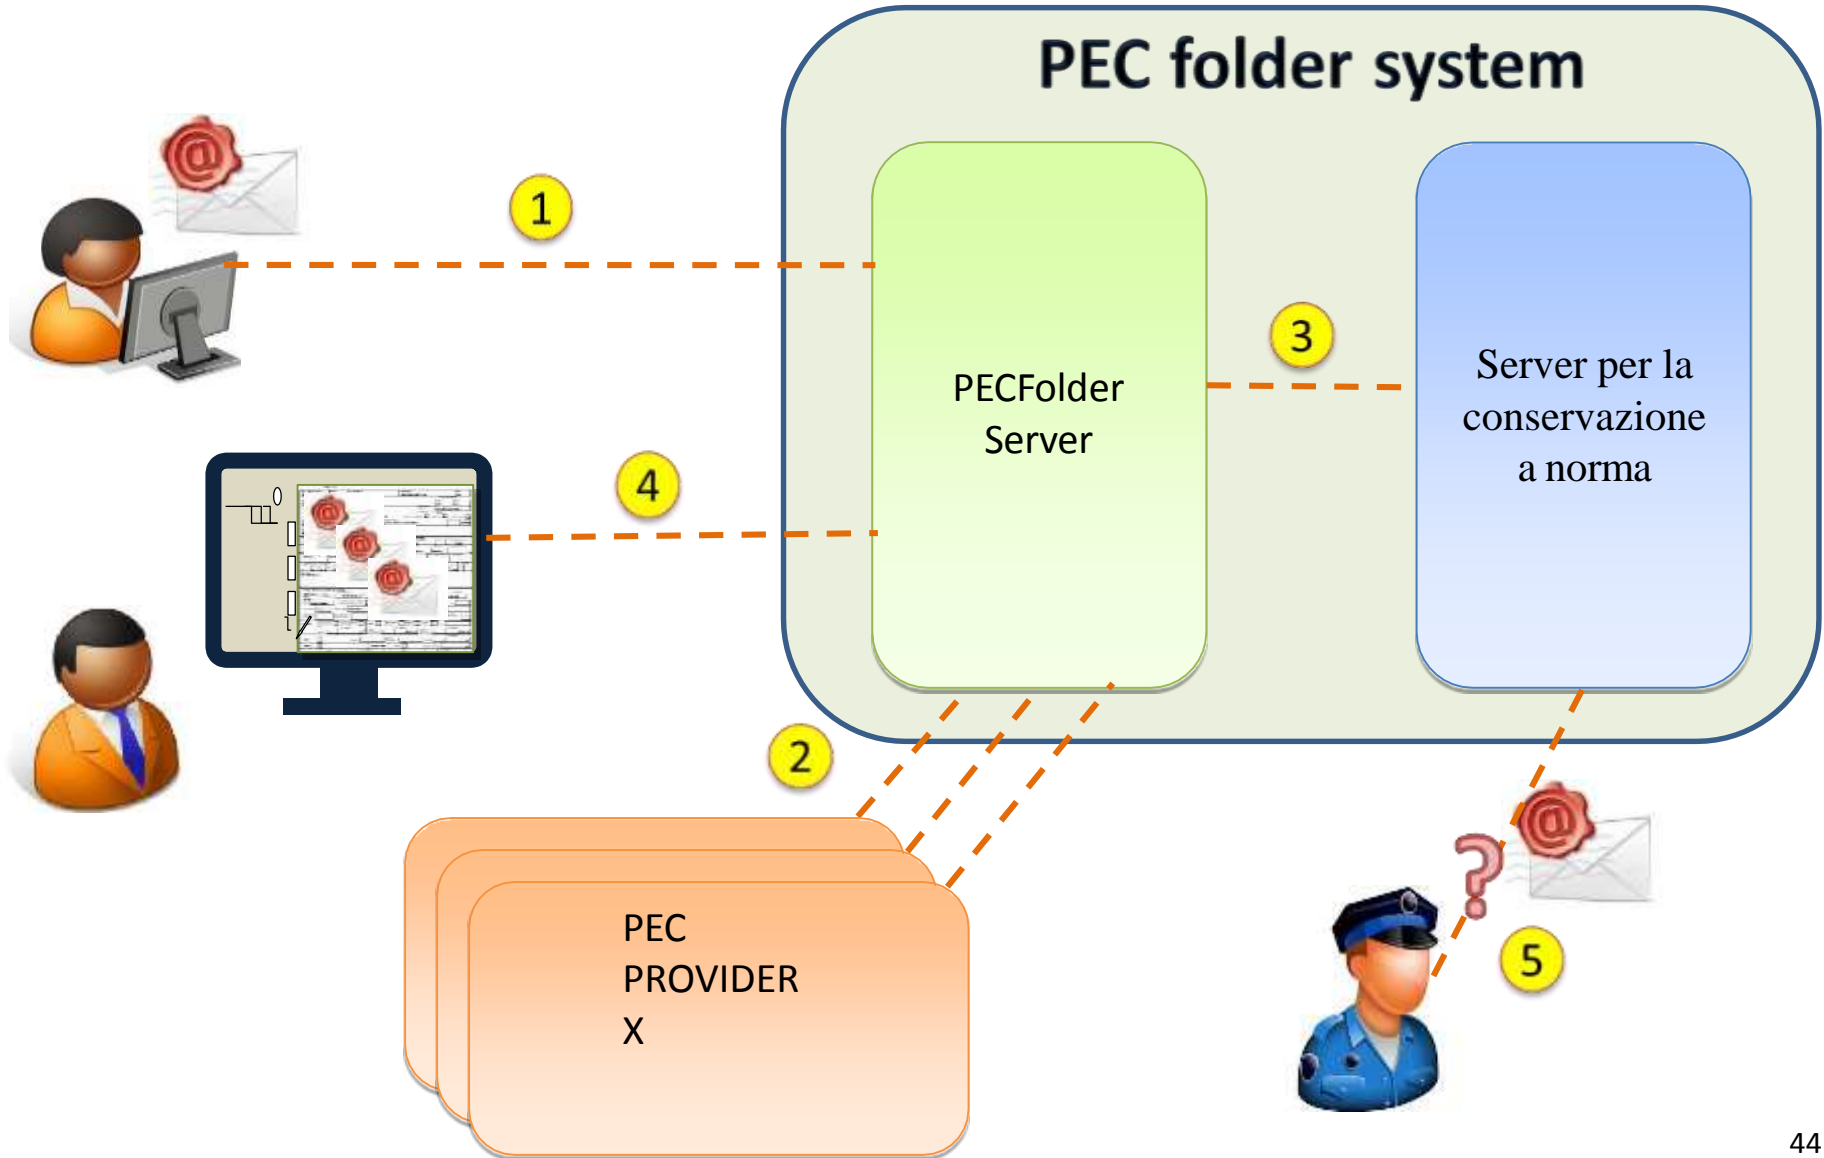 PEC folder system
1
3
PECFolder
Server
Server per la
conservazione
a norma
4
2
PEC
PROVIDER
X
5
44